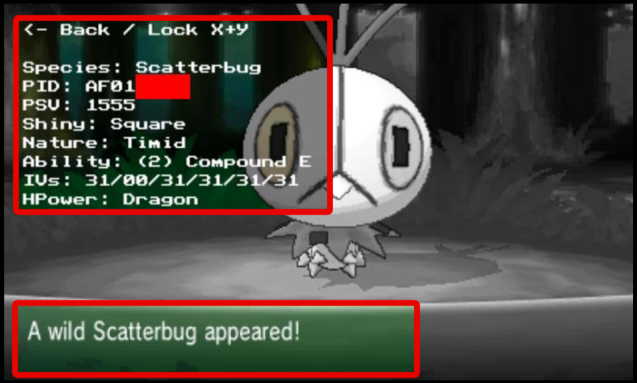 <- Back / Lock X+Y
Species: Scatterbug
PID: AF01
PSV: 1555
Shiny: Square
Nature: Timid
Ability: (2) Compound E
IVs: 31/00/31/31/31/31
HPower: Dragon
A wild Scatterbug appeared!